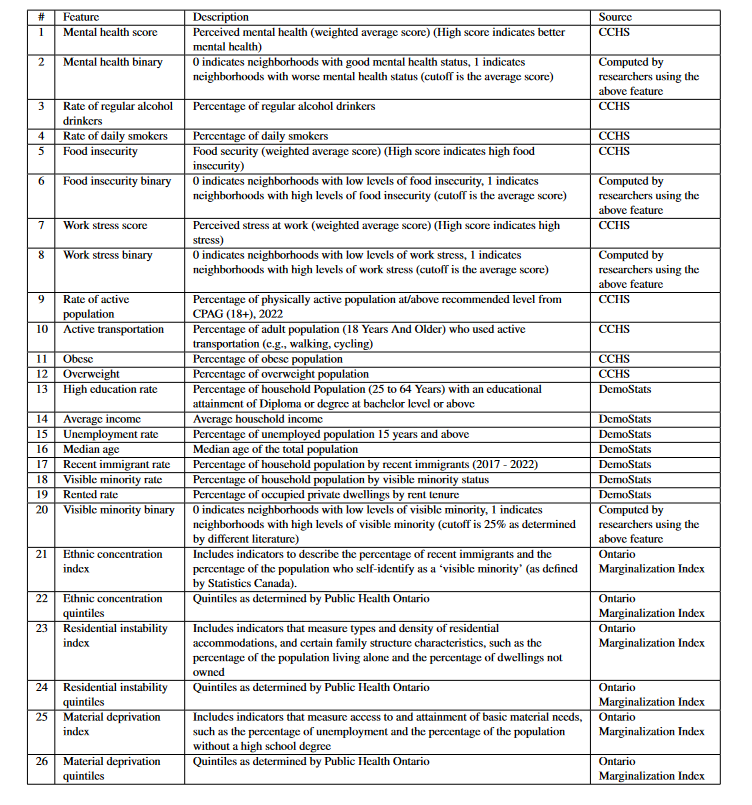 # Feature Description Source
1 Mental health score Perceived mental health (weighted average score) (High score indicates better CCHS
mental health)
2 Mental health binary 0 indicates neighborhoods with good mental health status, 1 indicates Computed by
neighborhoods with worse mental health status (cutoff is the average score) researchers using the
above feature
3 Rate of regular alcohol Percentage of regular alcohol drinkers CCHS
drinkers
4 Rate of daily smokers Percentage of daily smokers CCHS
5 Food insecurity Food security (weighted average score) (High score indicates high food CCHS
insecurity)
6 Food insecurity binary 0 indicates neighborhoods with low levels of food insecurity, 1 indicates Computed by
neighborhoods with high levels of food insecurity (cutoff is the average score) researchers using the
above feature
7 Work stress score Perceived stress at work (weighted average score) (High score indicates high CCHS
stress)
8 Work stress binary 0 indicates neighborhoods with low levels of work stress, 1 indicates Computed by
neighborhoods with high levels of work stress (cutoff is the average score) researchers using the
above feature
9 Rate of active Percentage of physically active population at/above recommended level from CCHS
population CPAG (18+), 2022
10 Active transportation Percentage of adult population (18 Years And Older) who used active CCHS
transportation (e.g., walking, cycling)
11 Obese Percentage of obese population CCHS
12 Overweight Percentage of overweight population CCHS
13 High education rate Percentage of household Population (25 to 64 Years) with an educational DemoStats
attainment of Diploma or degree at bachelor level or above
14 Average income Average household income DemoStats
15 Unemployment rate Percentage of unemployed population 15 years and above DemoStats
16 Median age Median age of the total population DemoStats
17 Recent immigrant rate Percentage of household population by recent immigrants (2017 - 2022) DemoStats
18 Visible minority rate Percentage of household population by visible minority status DemoStats
19 Rented rate Percentage of occupied private dwellings by rent tenure DemoStats
20 Visible minority binary 0 indicates neighborhoods with low levels of visible minority, 1 indicates Computed by
neighborhoods with high levels of visible minority (cutoff is 25% as determined researchers using the
by different literature) above feature
21 Ethnic concentration Includes indicators to describe the percentage of recent immigrants and the Ontario
index percentage of the population who self-identify as a ‘visible minority’ (as defined Marginalization Index
by Statistics Canada).
22 Ethnic concentration Quintiles as determined by Public Health Ontario Ontario
quintiles Marginalization Index
23 Residential instability Includes indicators that measure types and density of residential Ontario
index accommodations, and certain family structure characteristics, such as the Marginalization Index
percentage of the population living alone and the percentage of dwellings not
owned
24 Residential instability Quintiles as determined by Public Health Ontario Ontario
quintiles Marginalization Index
25 Material deprivation Includes indicators that measure access to and attainment of basic material needs, Ontario
index such as the percentage of unemployment and the percentage of the population Marginalization Index
without a high school degree
26 Material deprivation Quintiles as determined by Public Health Ontario Ontario
quintiles Marginalization Index